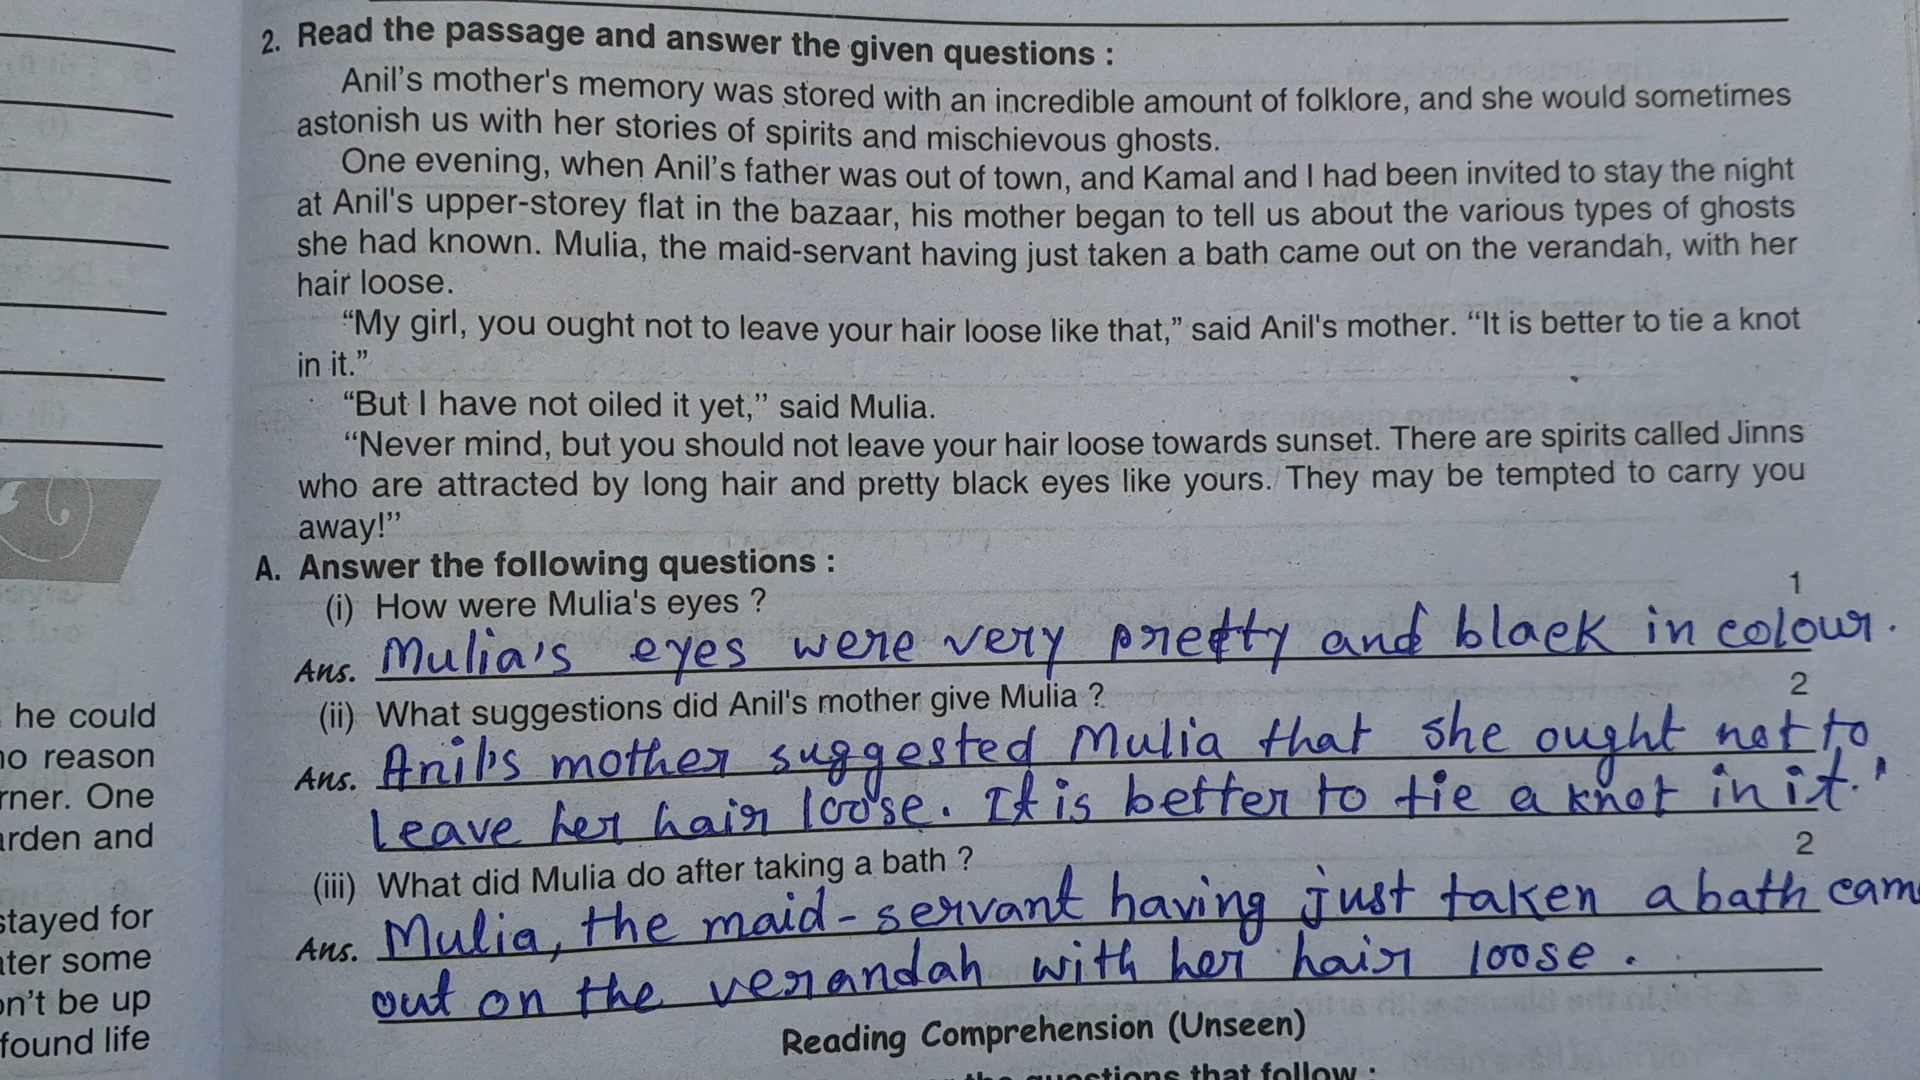 2. Read the passage and answer the given questions :
Anil's mother's memory was stored with an incredible amount of folklore, and she would sometimes
astonish us with her stories of spirits and mischievous ghosts.
One evening, when Anil's father was out of town, and Kamal and I had been invited to stay the night
at Anil's upper-storey flat in the bazaar, his mother began to tell us about the various types of ghosts
she had known. Mulia, the maid-servant having just taken a bath came out on the verandah, with her
hair loose.
“My girl, you ought not to leave your hair loose like that,” said Anil's mother. “It is better to tie a knot
in it.”
“But I have not oiled it yet,” said Mulia.
“Never mind, but you should not leave your hair loose towards sunset. There are spirits called Jinns
who are attracted by long hair and pretty black eyes like yours. They may be tempted to carry you
away!”
A. Answer the following questions :
(i) How were Mulia's eyes ? 1
Ans. Mulia's eyes were very pretty and black in colour.
(ii) What suggestions did Anil's mother give Mulia ? 2
Ans. Anil's mother suggested Mulia that she ought not to
leave her hair loose. It is better to tie a knot in it.'
(iii) What did Mulia do after taking a bath ? 2
Ans. Mulia, the maid-servant having just taken a bath cam
out on the verandah with her hair loose.
Reading Comprehension (Unseen)
questions that follow :
he could
no reason
One
and
stayed for
some
on't be up
found life